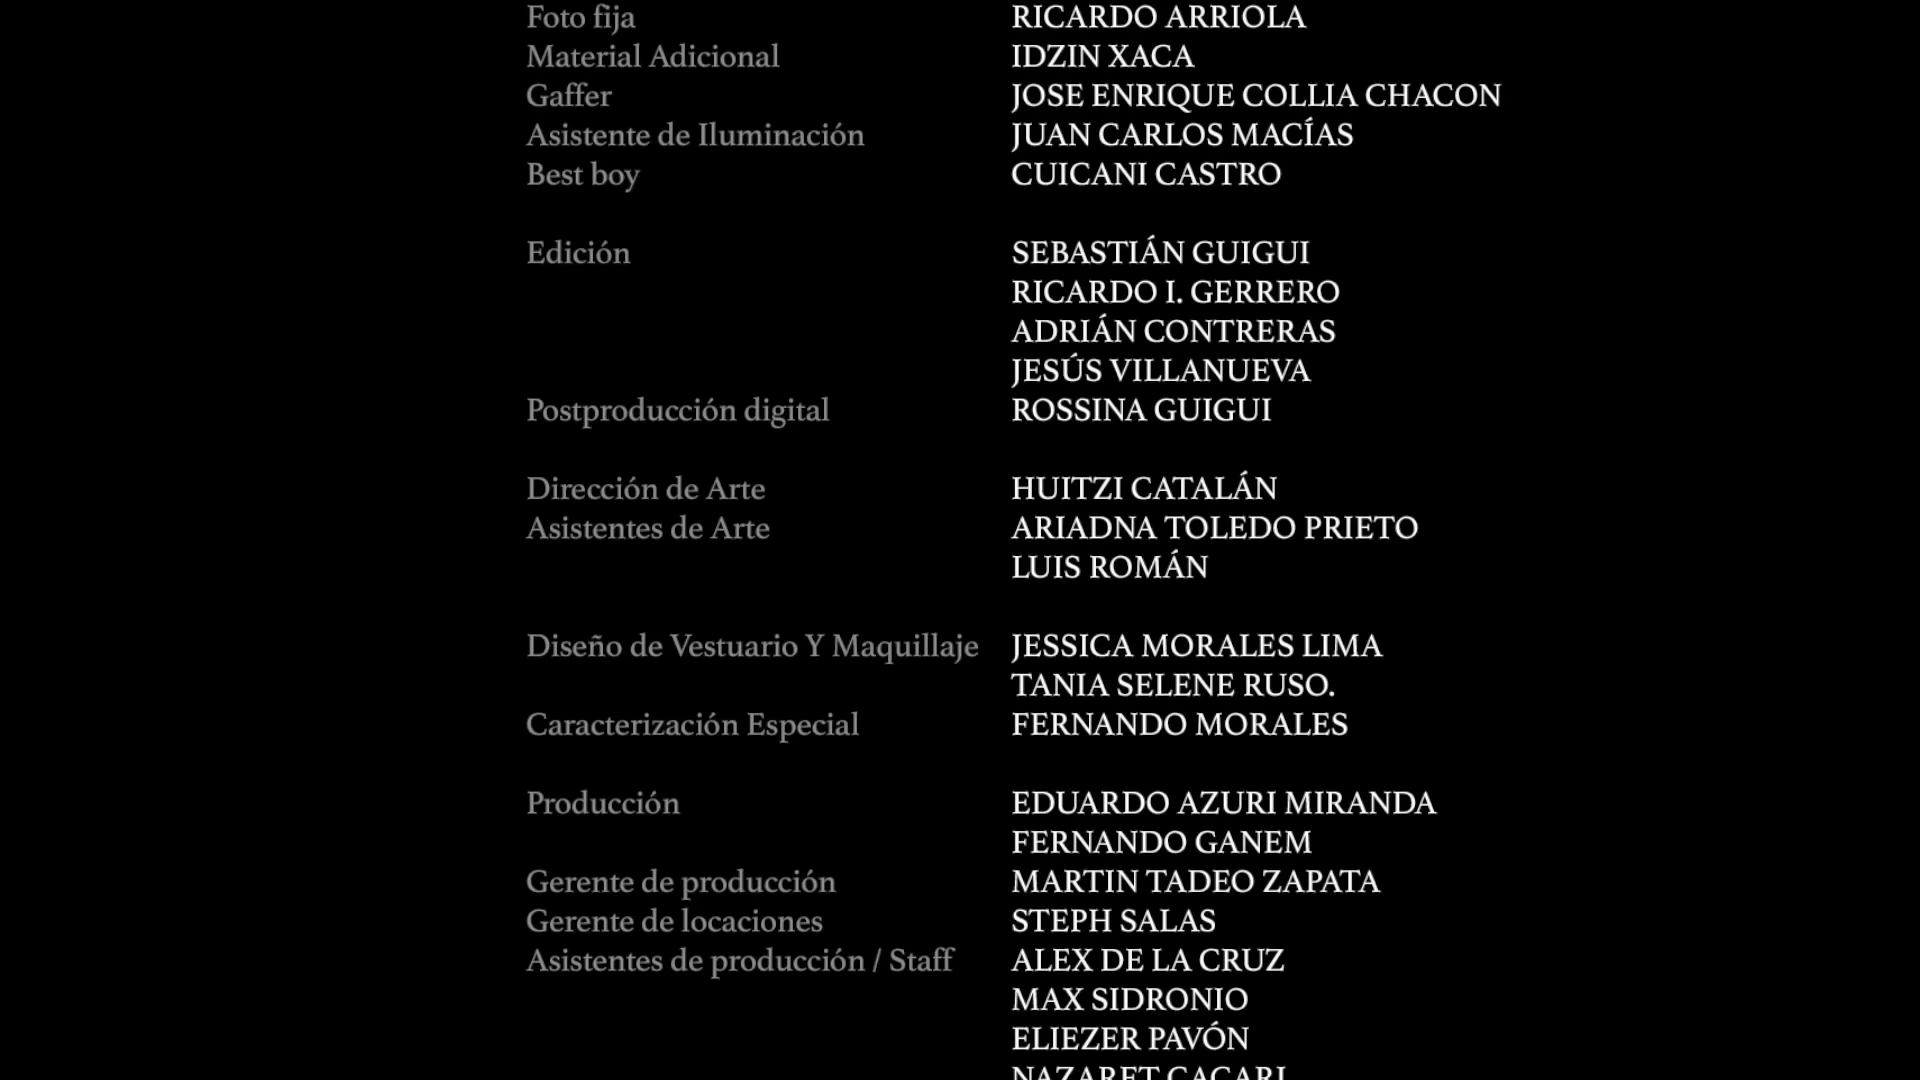 Foto fija RICARDO ARRIOLA
Material Adicional IDZIN XACA
Gaffer JOSE ENRIQUE COLLIA CHACON
Asistente de Iluminación JUAN CARLOS MACÍAS
Best boy CUICANI CASTRO
Edición SEBASTIÁN GUIGUI
RICARDO I. GERRERO
ADRIÁN CONTRERAS
JESÚS VILLANUEVA
Postproducción digital ROSSINA GUIGUI
Dirección de Arte HUITZI CATALÁN
Asistentes de Arte ARIADNA TOLEDO PRIETO
LUIS ROMÁN
Diseño de Vestuario Y Maquillaje JESSICA MORALES LIMA
TANIA SELENE RUSO.
Caracterización Especial FERNANDO MORALES
Producción EDUARDO AZURI MIRANDA
FERNANDO GANEM
Gerente de producción MARTIN TADEO ZAPATA
Gerente de locaciones STEPH SALAS
Asistentes de producción / Staff ALEX DE LA CRUZ
MAX SIDRONIO
ELIEZER PAVÓN
NAZARET